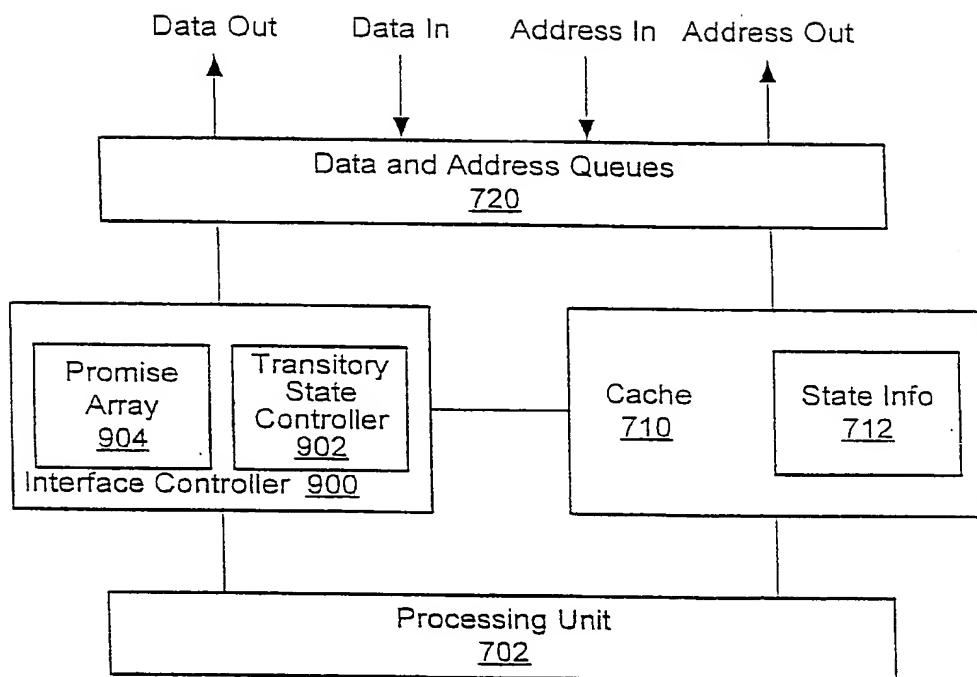 Data Out
Data In
Address In
Address Out
Data and Address Queues
720
Promise
Array
904
Transitory
State
Controller
902
Interface Controller 900
Cache
710
State Info
712
Processing Unit
702